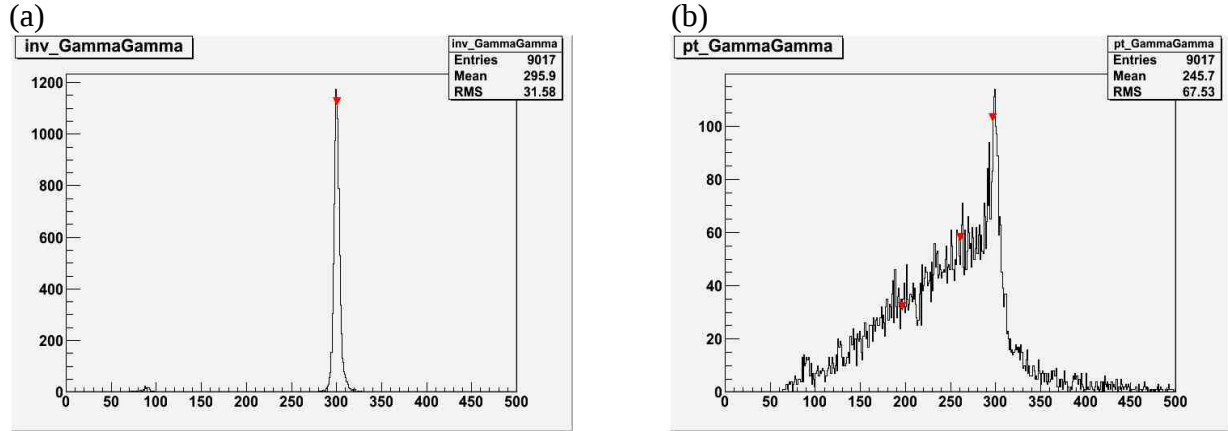 (a)
(b)
inv_GammaGamma
inv_GammaGamma
Entries 9017
Mean 295.9
RMS 31.58
1200
1000
800
600
400
200
0
0 50 100 150 200 250 300 350 400 450 500
pt_GammaGamma
pt_GammaGamma
Entries 9017
Mean 245.7
RMS 67.53
100
80
60
40
20
0
0 50 100 150 200 250 300 350 400 450 500